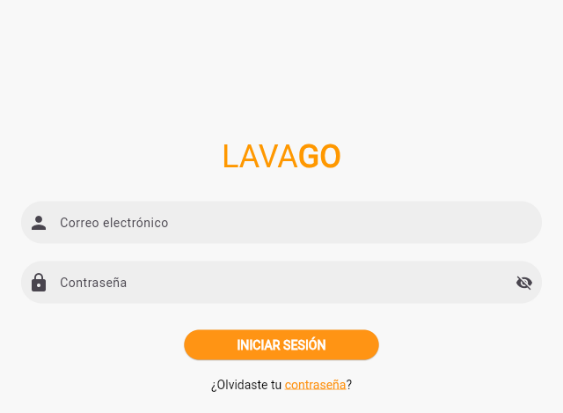 LAVAGO
Correo electrónico
Contraseña
INICIAR SESIÓN
¿Olvidaste tu contraseña?